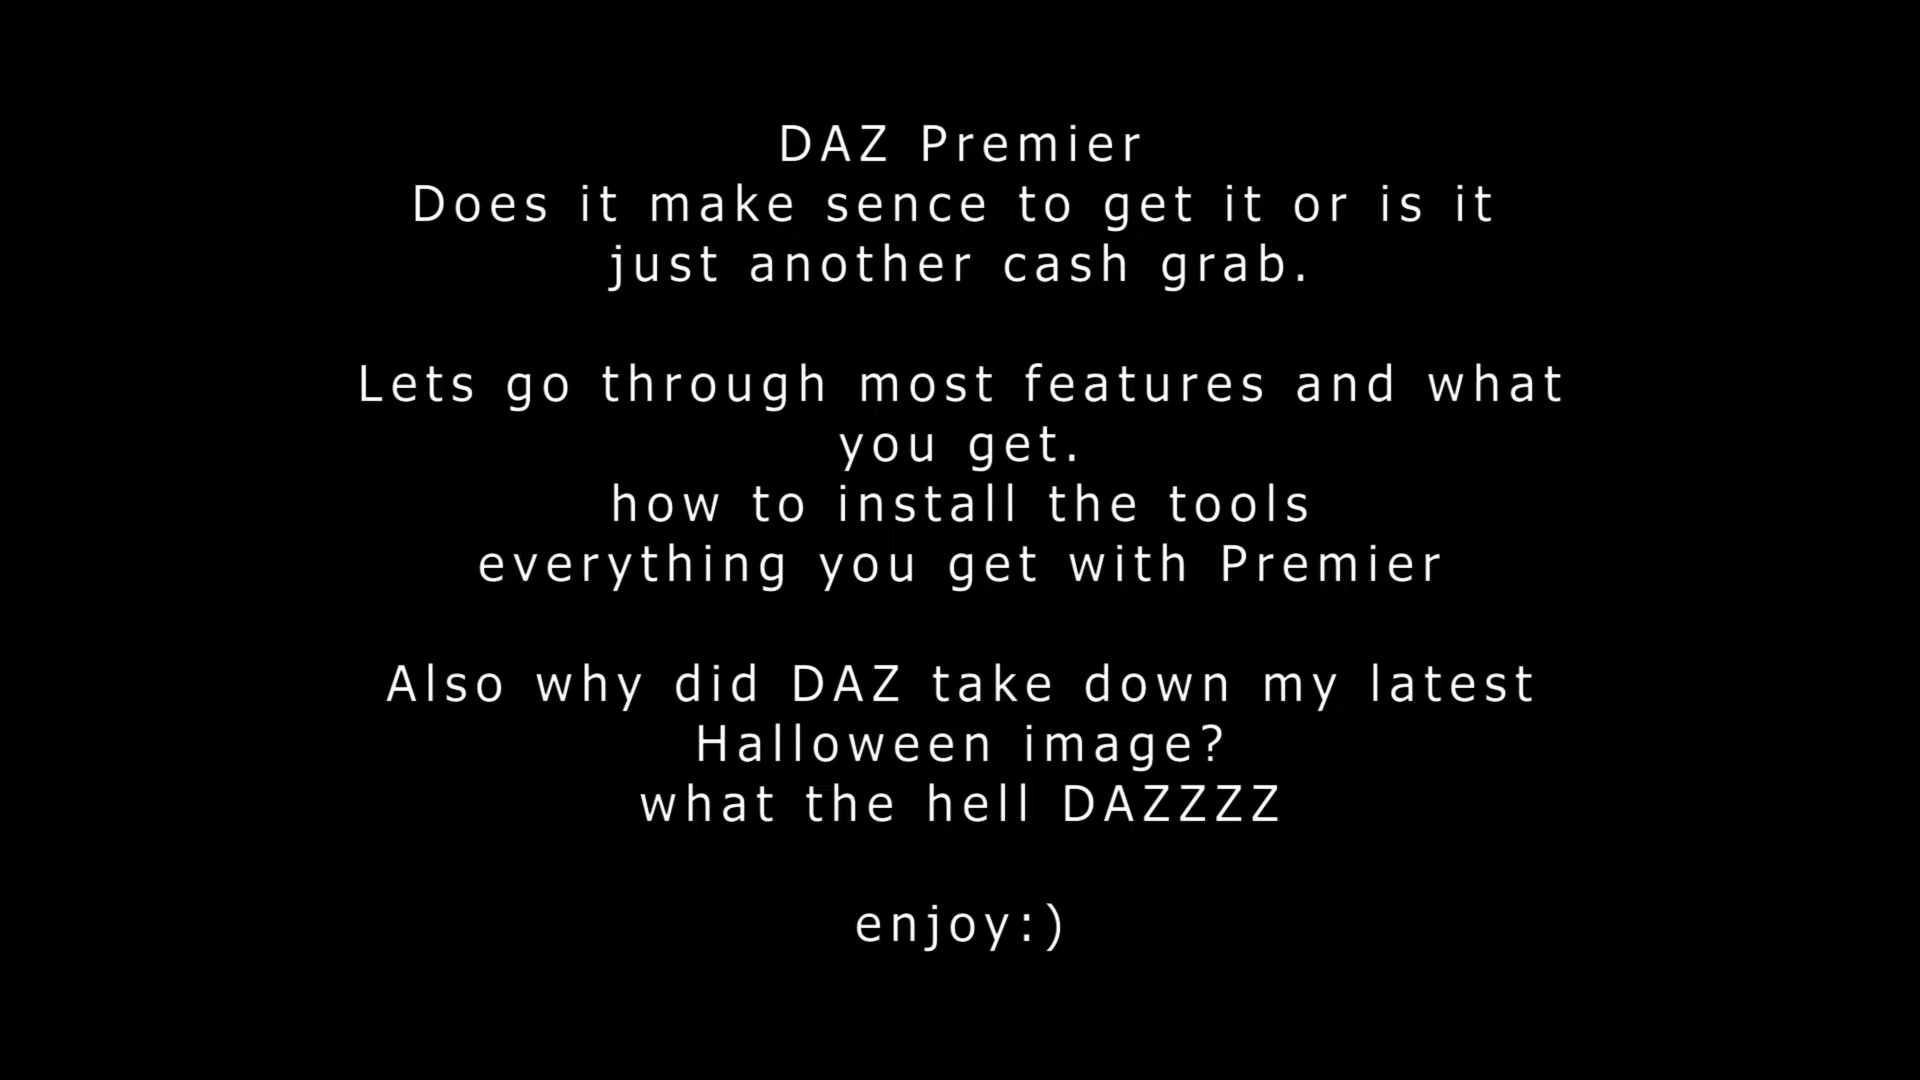 DAZ Premier
Does it make sence to get it or is it
just another cash grab.
Lets go through most features and what
you get.
how to install the tools
everything you get with Premier
Also why did DAZ take down my latest
Halloween image?
what the hell DAZZZZ
enjoy:)